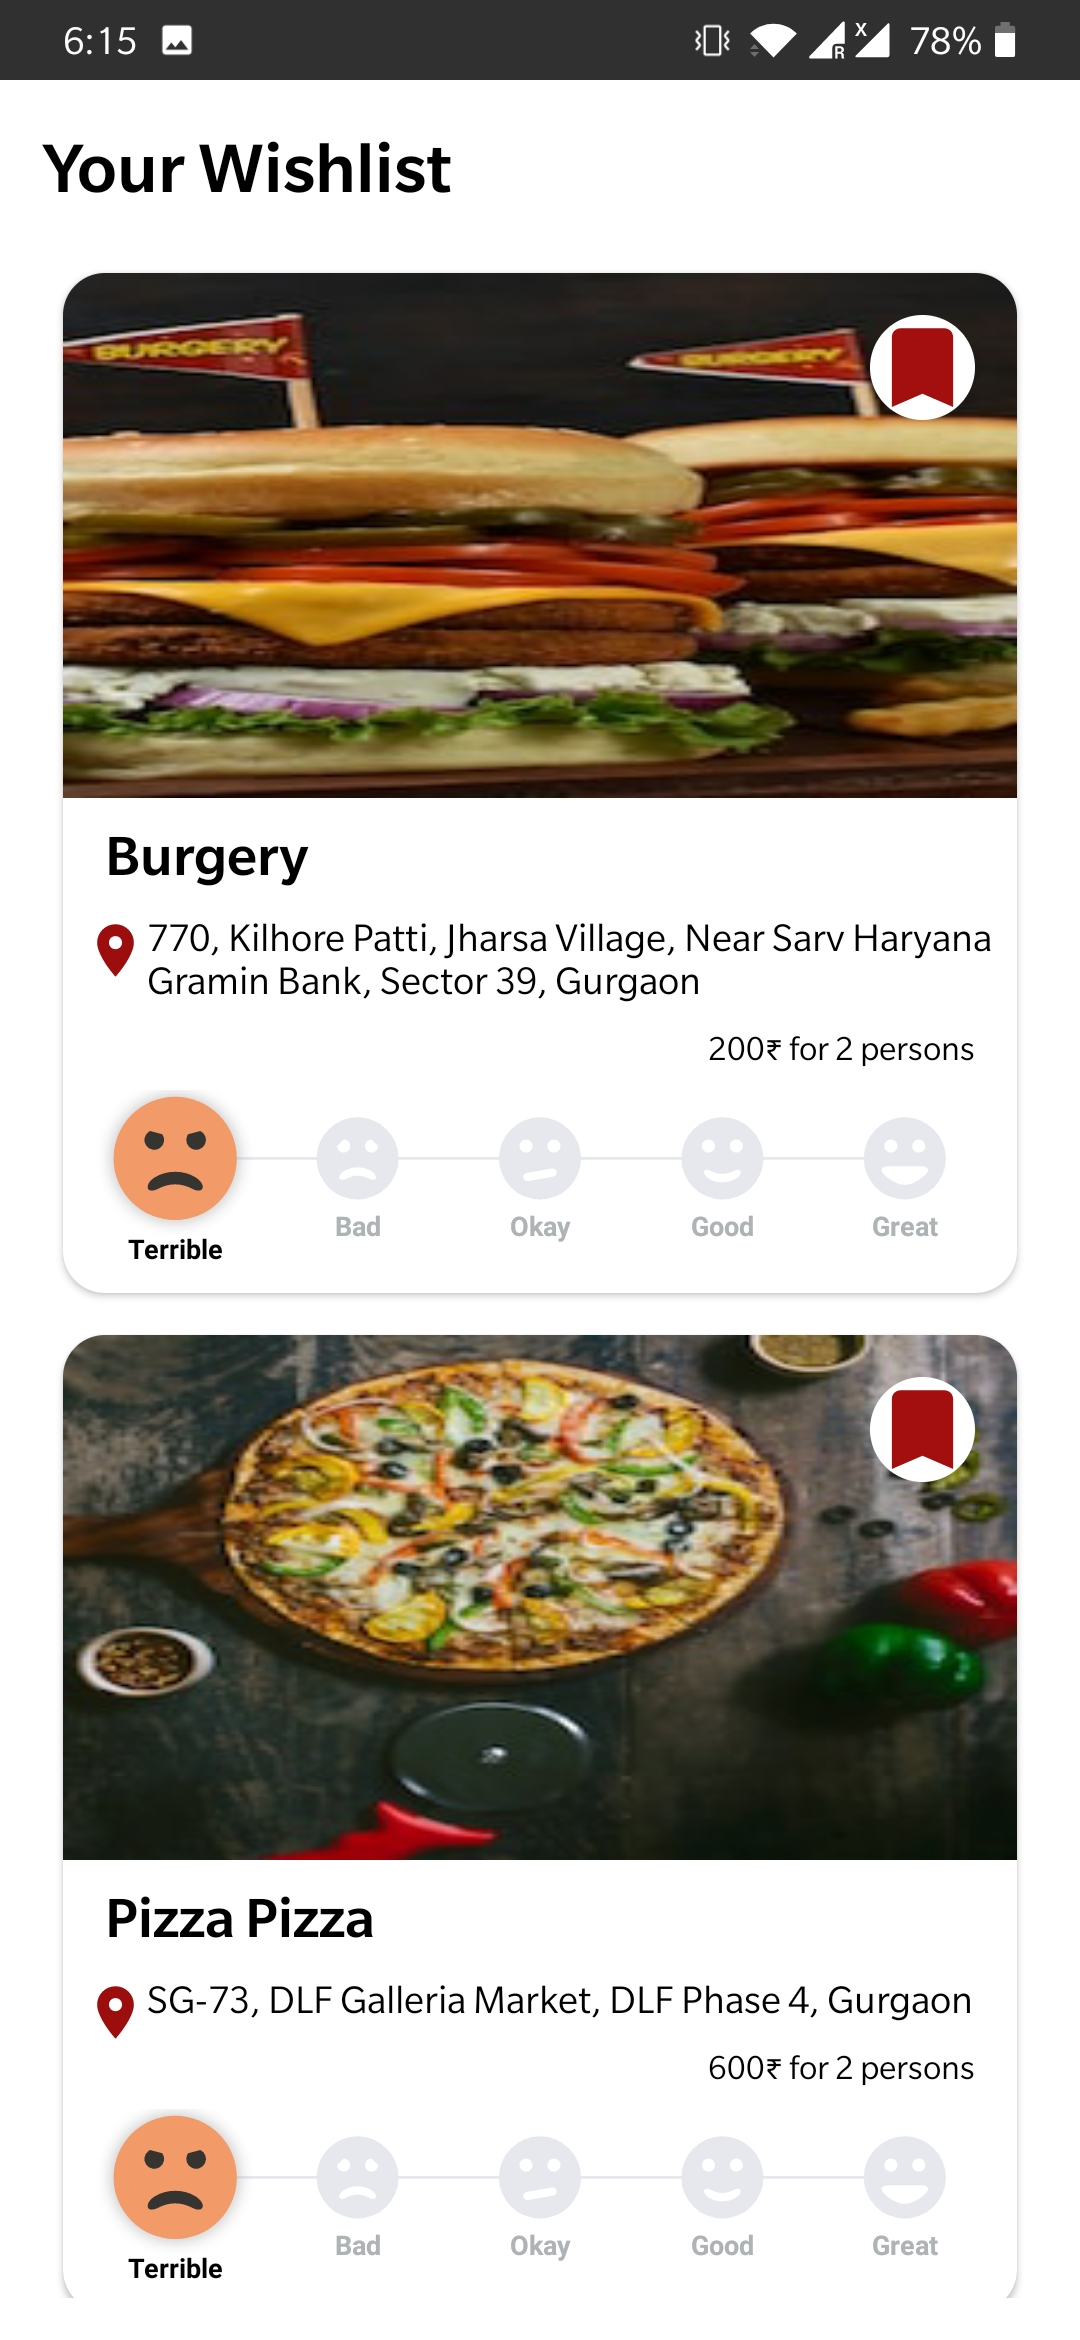 6:15
R
X
78%
Your Wishlist
BURGERY
BURGERY
Burgery
770, Kilhore Patti, Jharsa Village, Near Sarv Haryana
Gramin Bank, Sector 39, Gurgaon
200₹ for 2 persons
Bad
Okay
Good
Great
Terrible
Pizza Pizza
SG-73, DLF Galleria Market, DLF Phase 4, Gurgaon
600₹ for 2 persons
Bad
Okay
Good
Great
Terrible